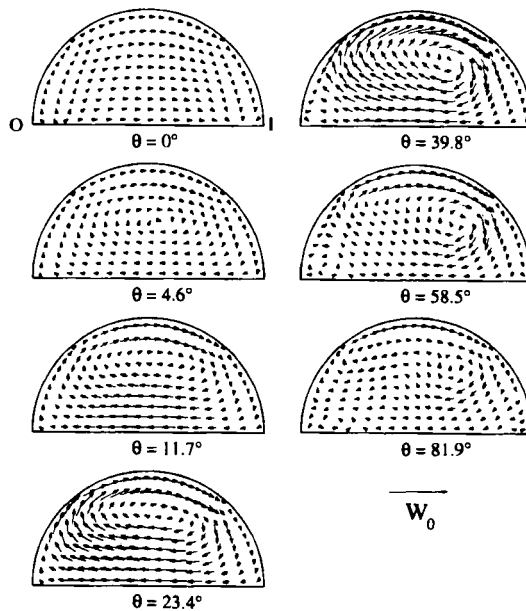 O
I
θ = 0°
θ = 4.6°
θ = 11.7°
θ = 23.4°
θ = 39.8°
θ = 58.5°
θ = 81.9°
W₀